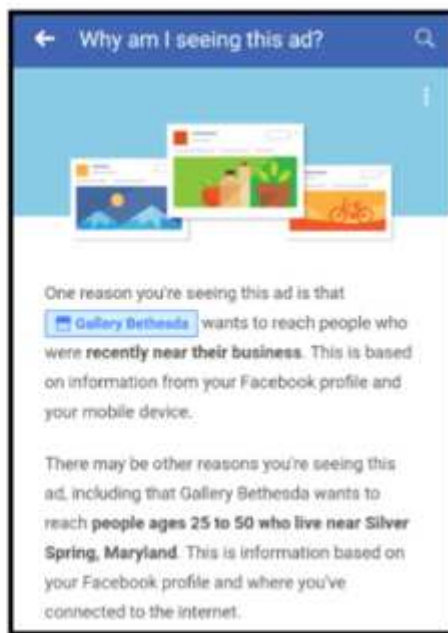 Why am I seeing this ad?
One reason you're seeing this ad is that
Gallery Bethesda wants to reach people who
were recently near their business. This is based
on information from your Facebook profile and
your mobile device.
There may be other reasons you're seeing this
ad, including that Gallery Bethesda wants to
reach people ages 25 to 50 who live near Silver
Spring, Maryland. This is information based on
your Facebook profile and where you've
connected to the internet.